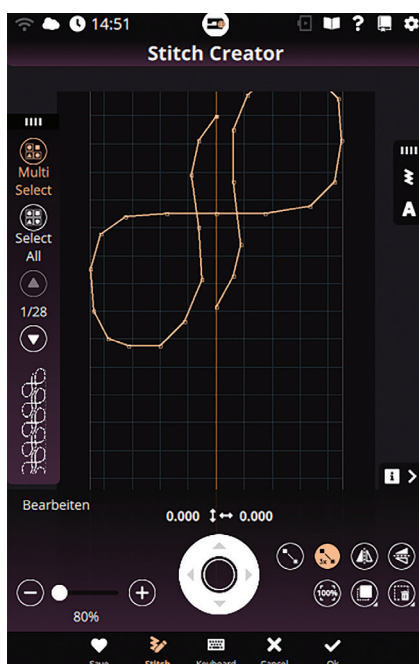 14:51
?
Stitch Creator
Multi
Select
A
Select
All
1/28
i
Bearbeiten
0.000 0.000
3x
100%
80%
Save Stitch Keyboard Cancel Ok